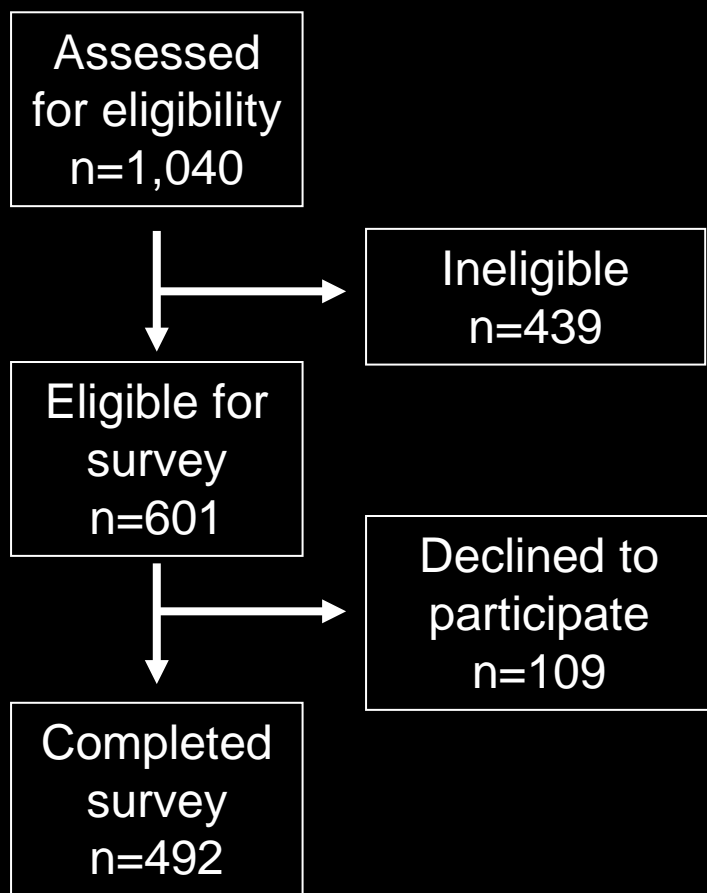 Assessed
for eligibility
n=1,040
Ineligible
n=439
Eligible for
survey
n=601
Declined to
participate
n=109
Completed
survey
n=492